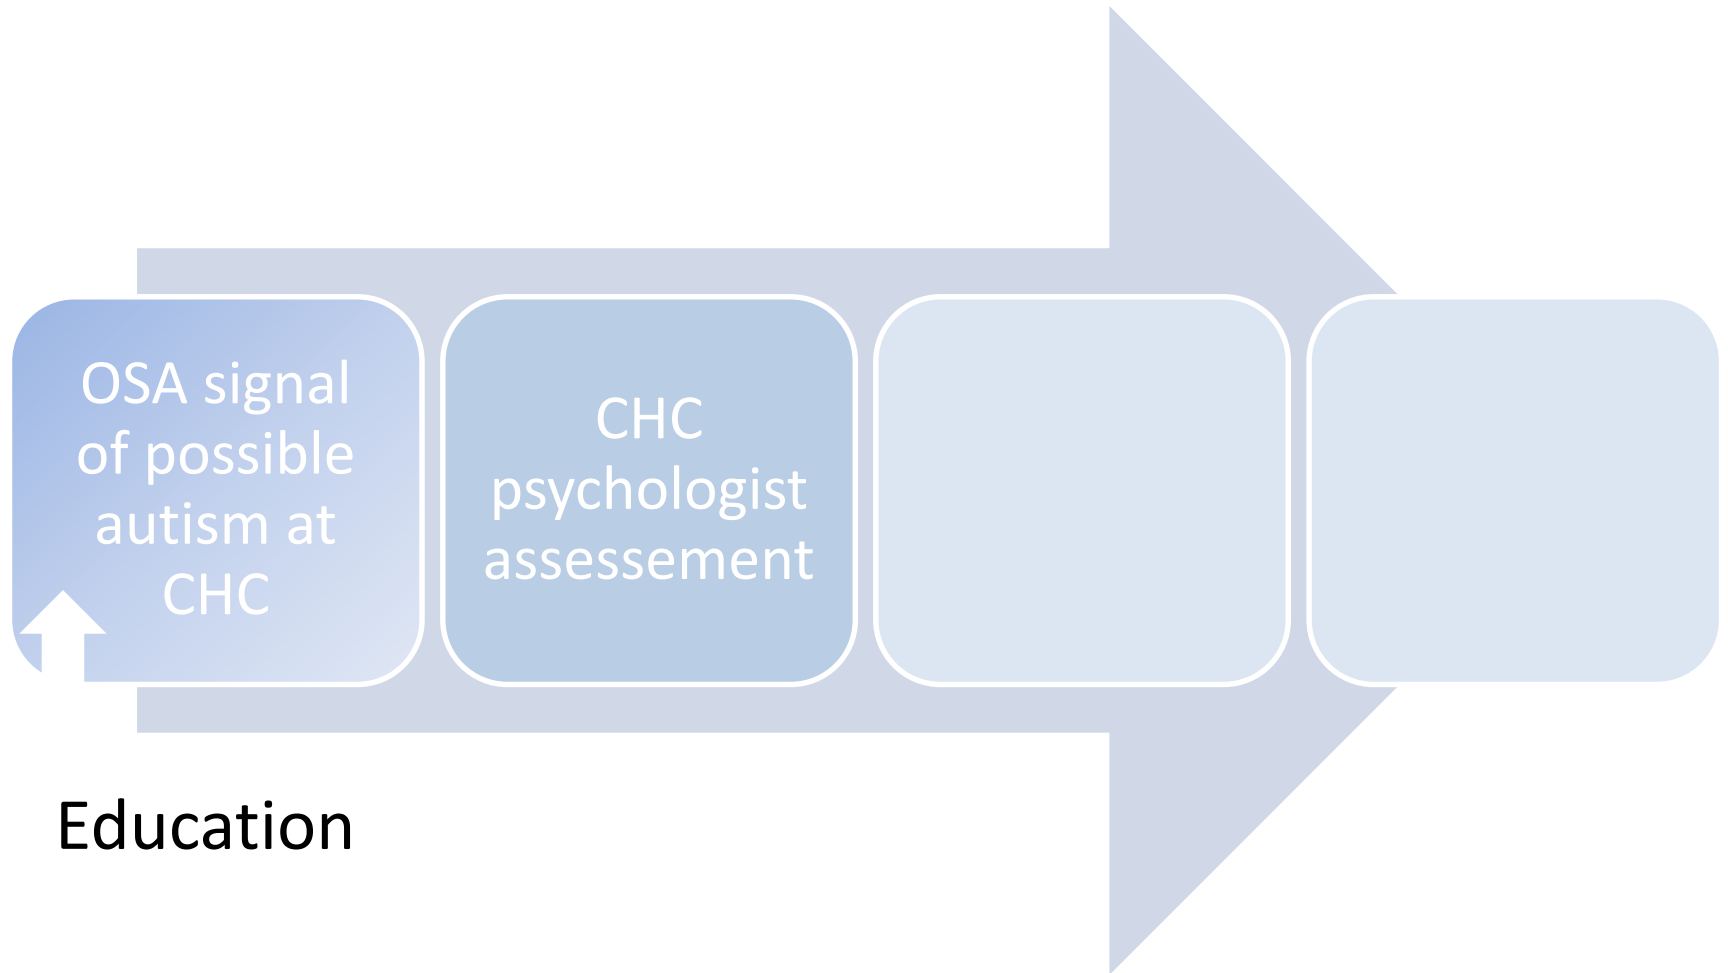 OSA signal
of possible
autism at
CHC
CHC
psychologist
assessement
Education